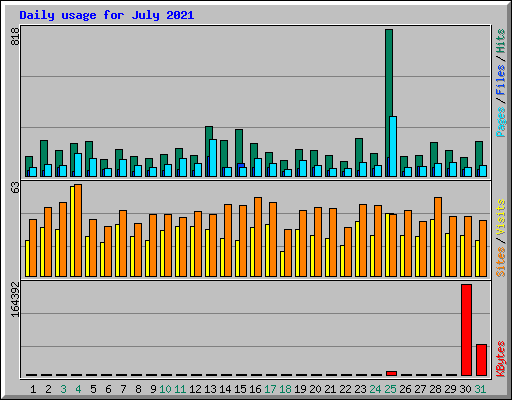 Daily usage for July 2021
818
Pages / Files / Hits
63
Sites / Visits
164392
KBytes
1 2 3 4 5 6 7 8 9 10 11 12 13 14 15 16 17 18 19 20 21 22 23 24 25 26 27 28 29 30 31